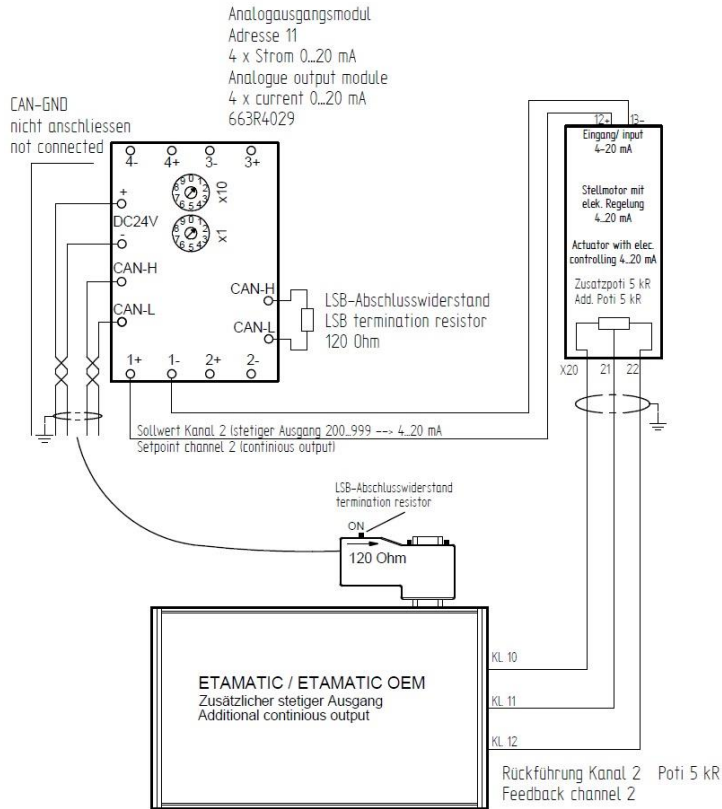 Analogausgangsmodul
Adresse 11
4 x Strom 0...20 mA
Analogue output module
4 x current 0...20 mA
663R4029
CAN-GND
nicht anschliessen
not connected
4- 4+ 3- 3+
+
DC24V
-
CAN-H
CAN-L
x10
x1
CAN-H
CAN-L
1+ 1- 2+ 2-
LSB-Abschlusswiderstand
LSB termination resistor
120 Ohm
12+ 13-
Eingang/ input
4-20 mA
Stellmotor mit
elek. Regelung
4...20 mA
Actuator with elec.
controlling 4...20 mA
Zusatzpoti 5 kR
Add. Poti 5 kR
X20 21 22
Sollwert Kanal 2 (stetiger Ausgang 200...999 --> 4...20 mA
Setpoint channel 2 (continious output)
LSB-Abschlusswiderstand
termination resistor
ON
120 Ohm
ETAMATIC / ETAMATIC OEM
Zusätzlicher stetiger Ausgang
Additional continious output
KL. 10
KL. 11
KL. 12
Rückführung Kanal 2 Poti 5 kR
Feedback channel 2